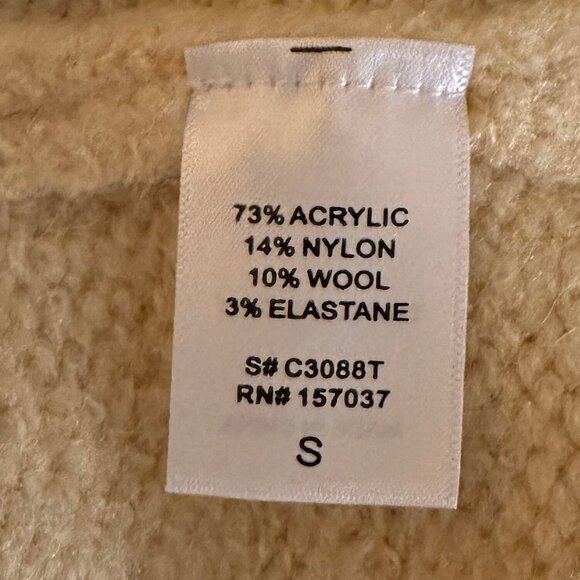 73% ACRYLIC
14% NYLON
10% WOOL
3% ELASTANE
S# C3088T
RN# 157037
S